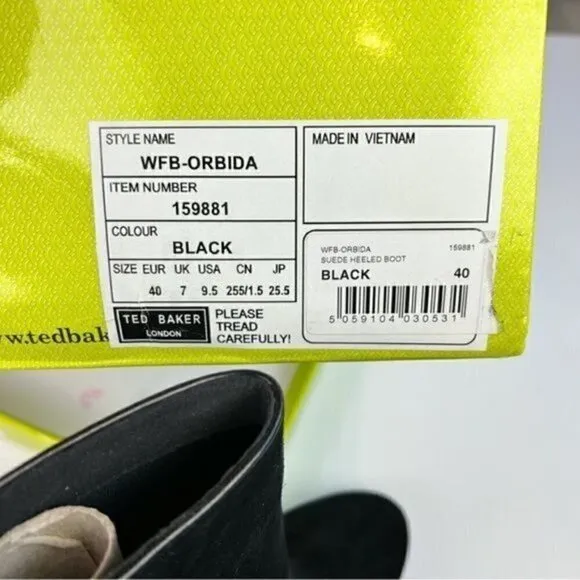 STYLE NAME
WFB-ORBIDA
ITEM NUMBER
159881
COLOUR
BLACK
SIZE EUR UK USA CN JP
40 7 9.5 255/1.5 25.5
TED BAKER
LONDON
PLEASE
TREAD
CAREFULLY!
MADE IN VIETNAM
WFB-ORBIDA 159881
SUEDE HEELED BOOT
BLACK 40
5 059104 030531
w.tedbak